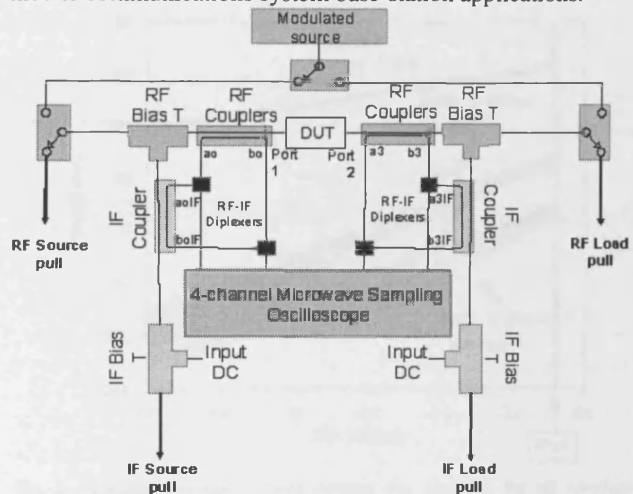 communications system base station applications.
Modulated
source
RF
Bias T
RF
Couplers
RF
Couplers
RF
Bias T
DUT
ao
bo
Port
1
Port
2
a3
b3
IF
Coupler
aoIF
boIF
RF-IF
Diplexers
RF-IF
Diplexers
a3IF
b3IF
IF
Coupler
RF Source
pull
RF Load
pull
4-channel Microwave Sampling
Oscilloscope
IF Bias
Input
DC
Input
DC
IF Bias
IF Source
pull
IF Load
pull